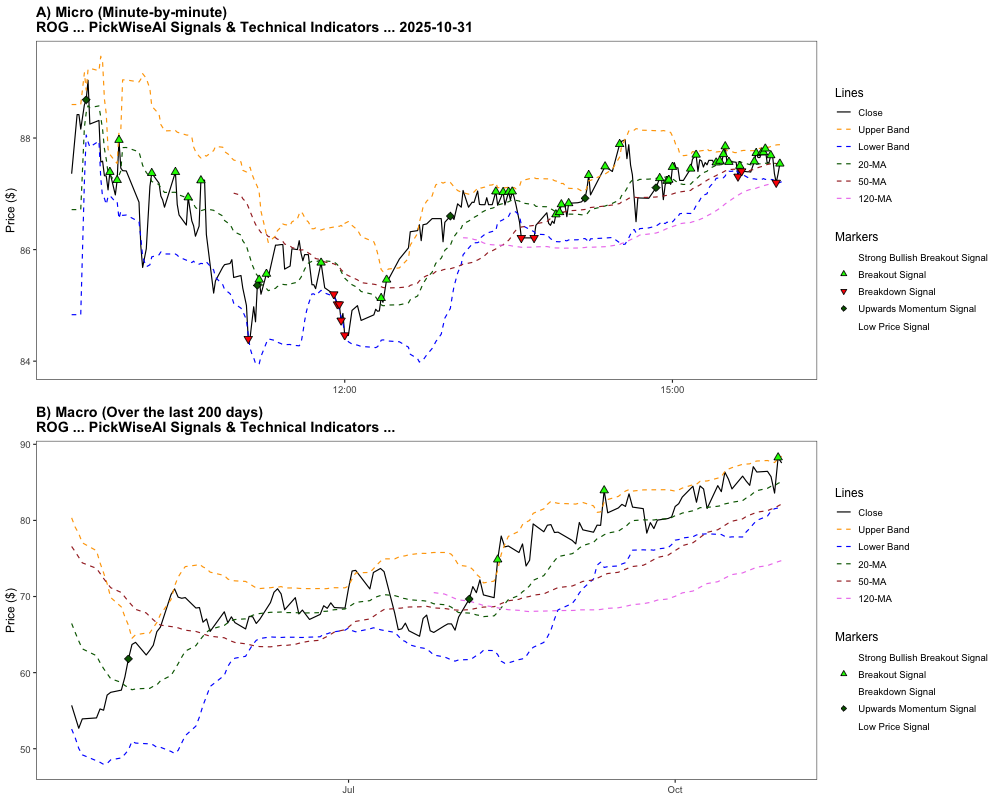 A) Micro (Minute-by-minute)
ROG ... PickWiseAI Signals & Technical Indicators ... 2025-10-31
Price ($)
88
86
84
12:00
15:00
Lines
Close
Upper Band
Lower Band
20-MA
50-MA
120-MA
Markers
Strong Bullish Breakout Signal
Breakout Signal
Breakdown Signal
Upwards Momentum Signal
Low Price Signal
B) Macro (Over the last 200 days)
ROG ... PickWiseAI Signals & Technical Indicators ...
Price ($)
90
80
70
60
50
Jul
Oct
Lines
Close
Upper Band
Lower Band
20-MA
50-MA
120-MA
Markers
Strong Bullish Breakout Signal
Breakout Signal
Breakdown Signal
Upwards Momentum Signal
Low Price Signal